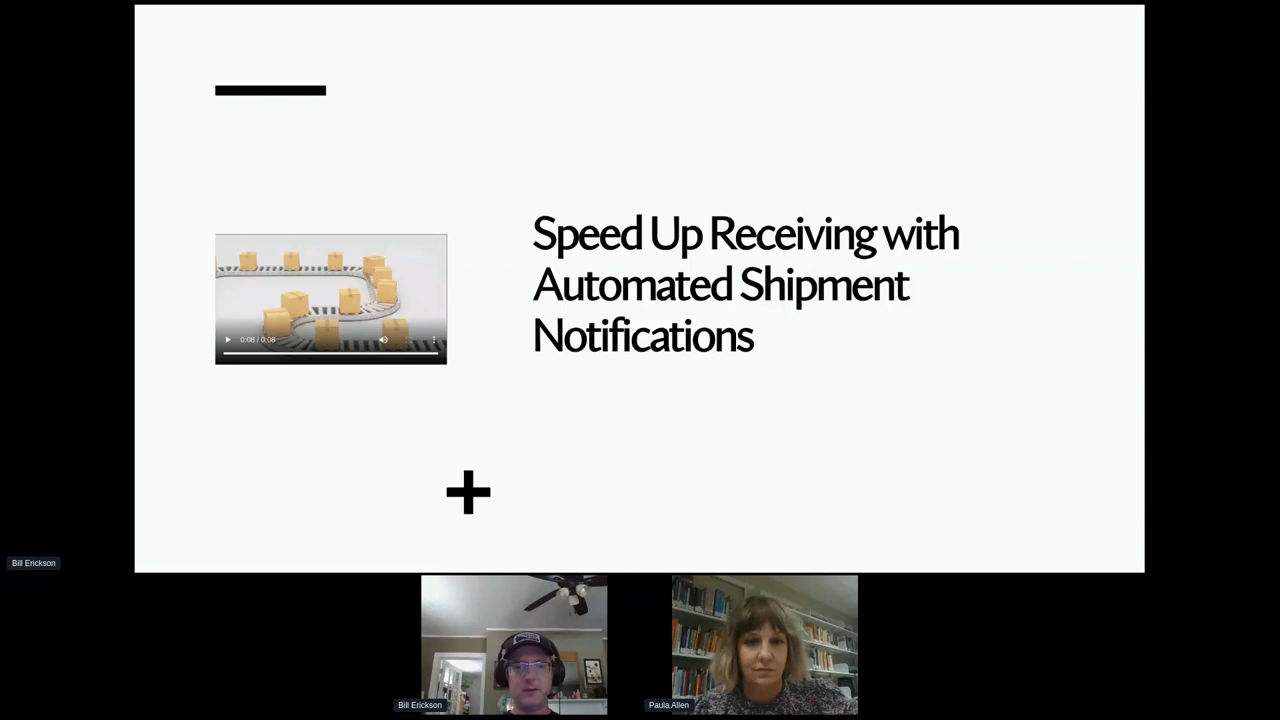 Speed Up Receiving with
Automated Shipment
Notifications
0:08 / 0:08
Bill Erickson
Bill Erickson
Paula Allen